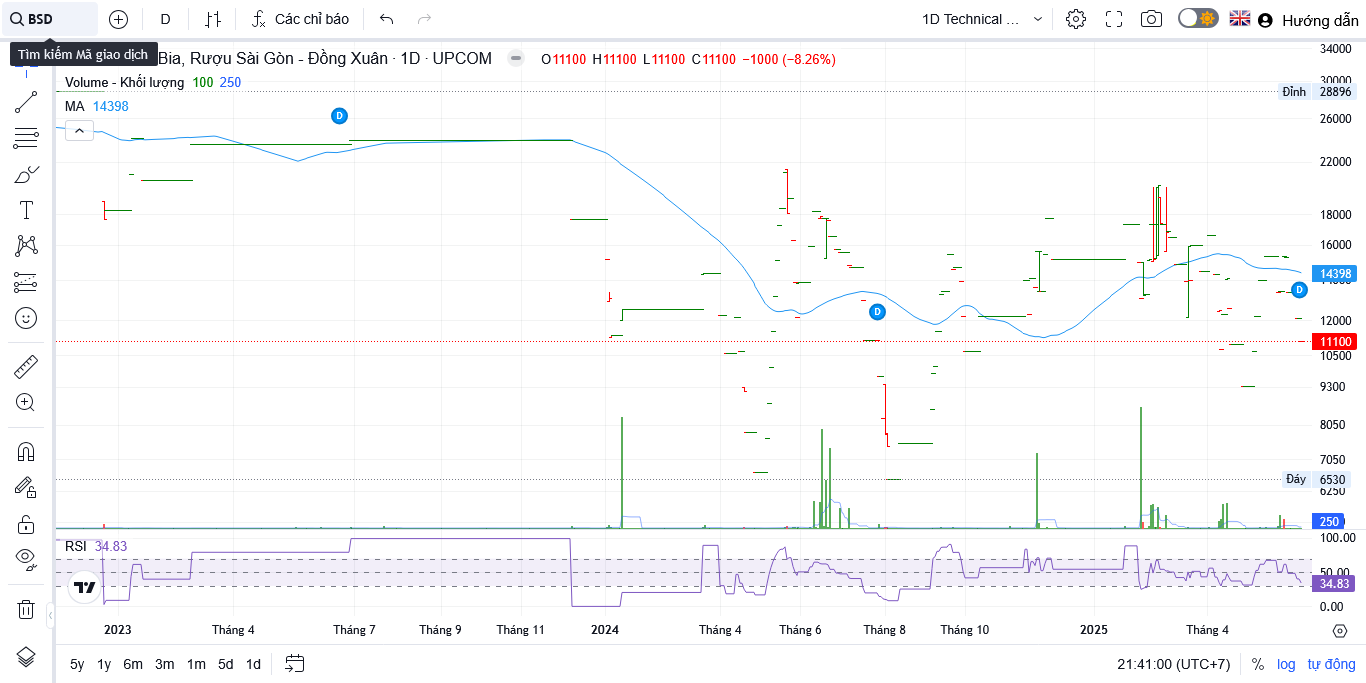 BSD
D
Các chỉ báo
1D Technical ...
Hướng dẫn
Tìm kiếm Mã giao dịch
Bia, Rượu Sài Gòn - Đồng Xuân · 1D · UPCOM
O11100 H11100 L11100 C11100 −1000 (−8.26%)
Volume - Khối lượng 100 250
MA 14398
34000
30000
Đỉnh 28896
26000
22000
18000
16000
14398
12000
11100
10500
9300
8050
7050
Đáy 6530
6250
250
D
D
D
RSI 34.83
100.00
50.00
34.83
0.00
2023 Tháng 4 Tháng 7 Tháng 9 Tháng 11 2024 Tháng 4 Tháng 6 Tháng 8 Tháng 10 2025 Tháng 4
5y 1y 6m 3m 1m 5d 1d
21:41:00 (UTC+7) % log tự động